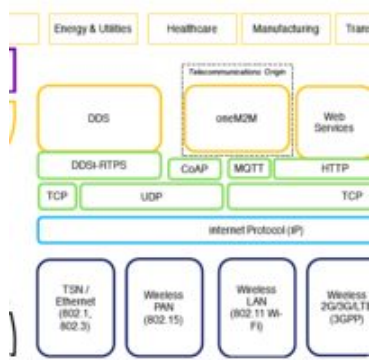 Energy & Utilities Healthcare Manufacturing Tran
Telecommunications Origin
DDS oneM2M Web
Services
DDSI-RTPS CoAP MQTT HTTP
TCP UDP TCP
Internet Protocol (IP)
TSN /
Ethernet
(802.1,
802.3)
Wireless
PAN
(802.15)
Wireless
LAN
(802.11 Wi-
Fi)
Wireless
2G/3G/LTE
(3GPP)